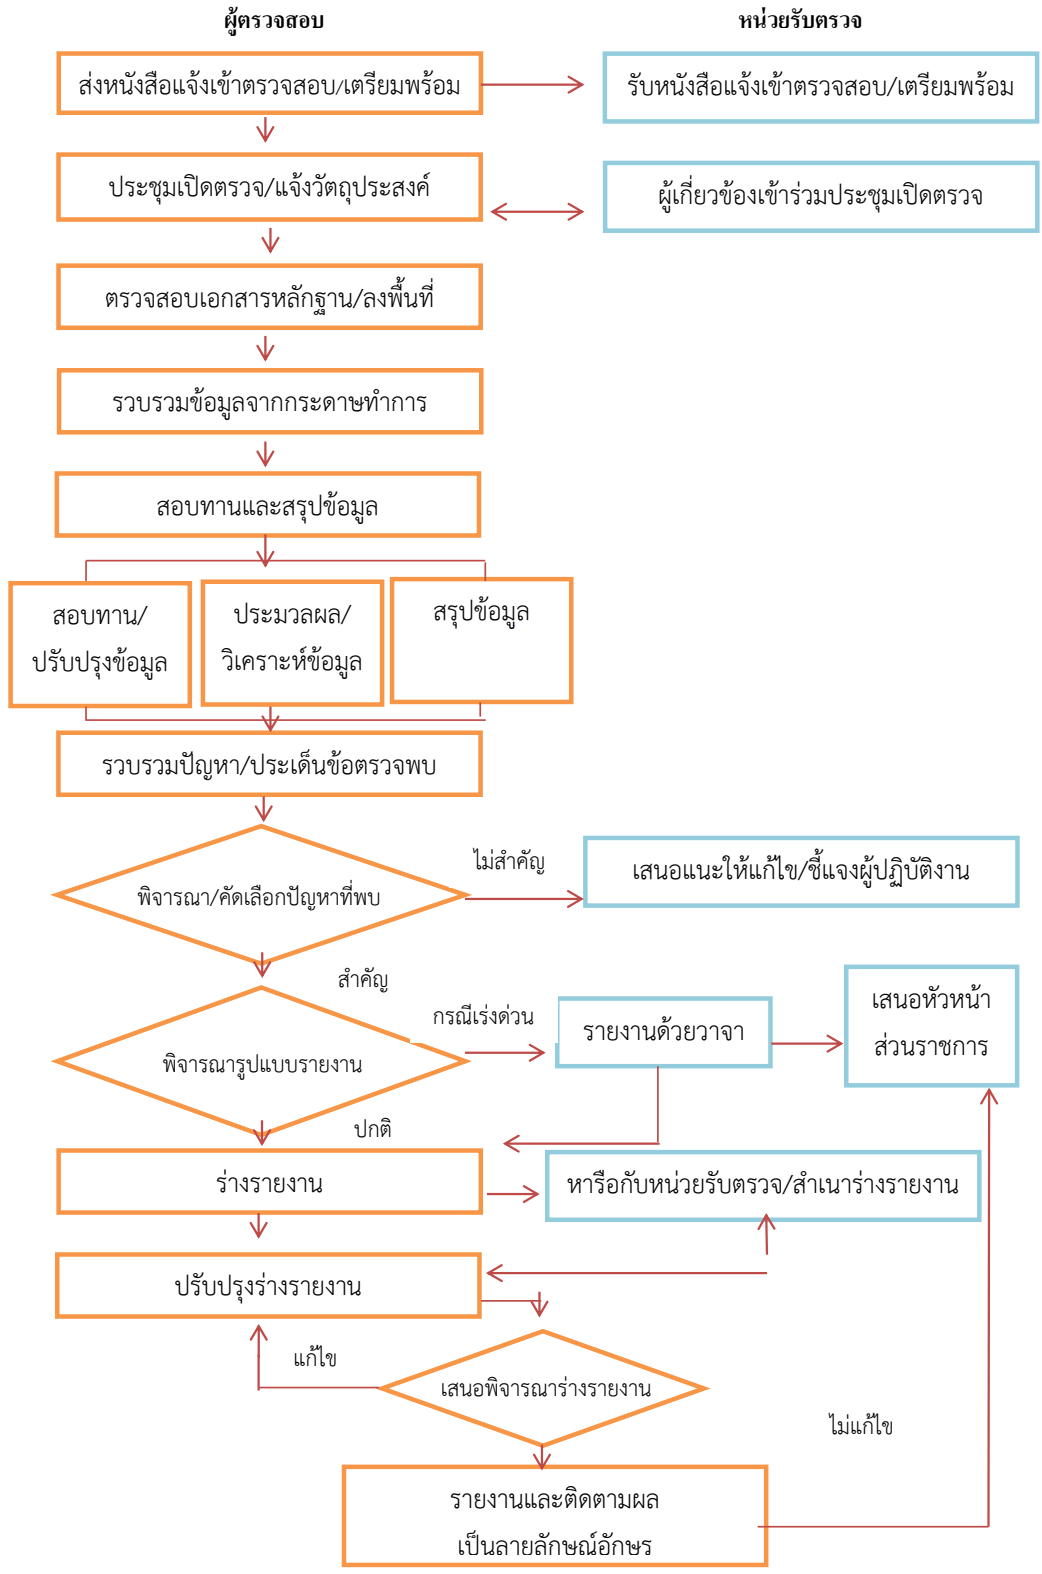 ผู้ตรวจสอบ
หน่วยรับตรวจ
ส่งหนังสือแจ้งเข้าตรวจสอบ/เตรียมพร้อม
รับหนังสือแจ้งเข้าตรวจสอบ/เตรียมพร้อม
ประชุมเปิดตรวจ/แจ้งวัตถุประสงค์
ผู้เกี่ยวข้องเข้าร่วมประชุมเปิดตรวจ
ตรวจสอบเอกสารหลักฐาน/ลงพื้นที่
รวบรวมข้อมูลจากกระดาษทำการ
สอบทานและสรุปข้อมูล
สอบทาน/
ปรับปรุงข้อมูล
ประมวลผล/
วิเคราะห์ข้อมูล
สรุปข้อมูล
รวบรวมปัญหา/ประเด็นข้อตรวจพบ
พิจารณา/คัดเลือกปัญหาที่พบ
ไม่สำคัญ
เสนอแนะให้แก้ไข/ชี้แจงผู้ปฏิบัติงาน
สำคัญ
พิจารณารูปแบบรายงาน
กรณีเร่งด่วน
รายงานด้วยวาจา
เสนอหัวหน้า
ส่วนราชการ
ปกติ
ร่างรายงาน
หารือกับหน่วยรับตรวจ/สำเนาร่างรายงาน
ปรับปรุงร่างรายงาน
แก้ไข
เสนอพิจารณาร่างรายงาน
ไม่แก้ไข
รายงานและติดตามผล
เป็นลายลักษณ์อักษร